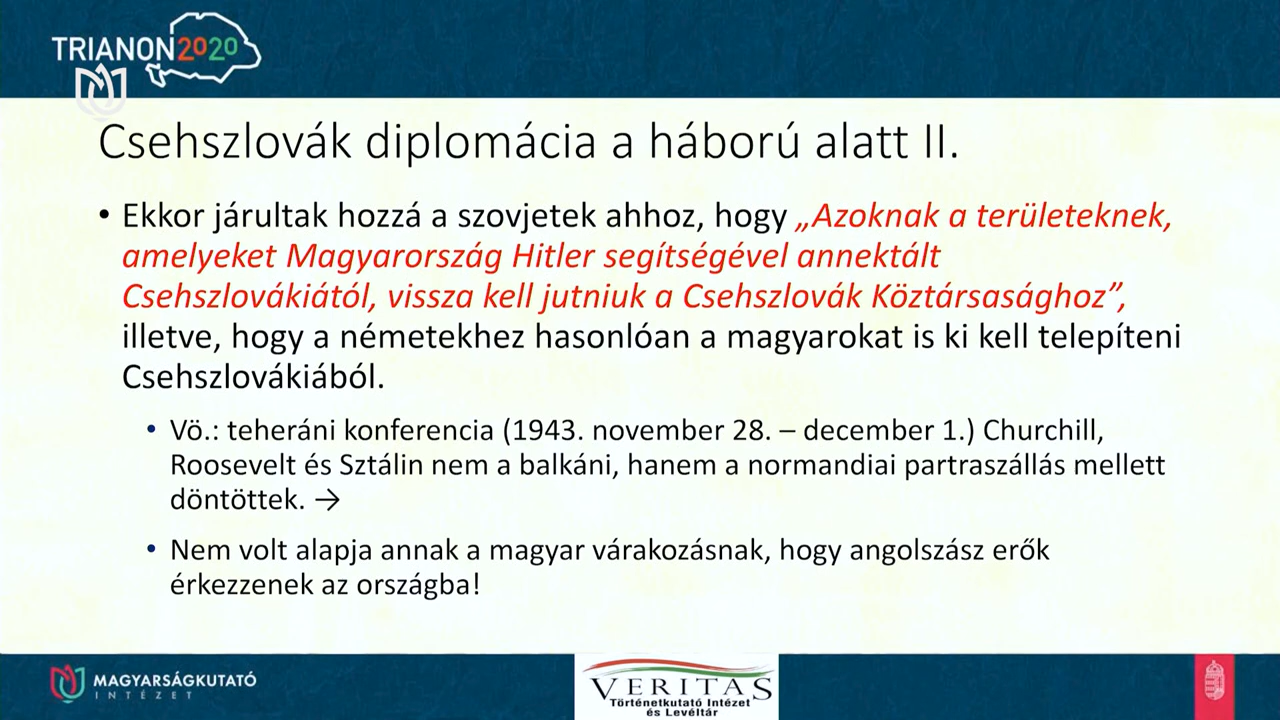 TRIANON2020
Csehszlovák diplomácia a háború alatt II.
• Ekkor járultak hozzá a szovjetek ahhoz, hogy „Azoknak a területeknek,
amelyeket Magyarország Hitler segítségével annektált
Csehszlovákiától, vissza kell jutniuk a Csehszlovák Köztársasághoz”,
illetve, hogy a németekhez hasonlóan a magyarokat is ki kell telepíteni
Csehszlovákiából.
• Vö.: teheráni konferencia (1943. november 28. – december 1.) Churchill,
Roosevelt és Sztálin nem a balkáni, hanem a normandiai partraszállás mellett
döntöttek. →
• Nem volt alapja annak a magyar várakozásnak, hogy angolszász erők
érkezzenek az országba!
MAGYARSÁGKUTATÓ
INTÉZET
VERITAS
Történetkutató Intézet
és Levéltár